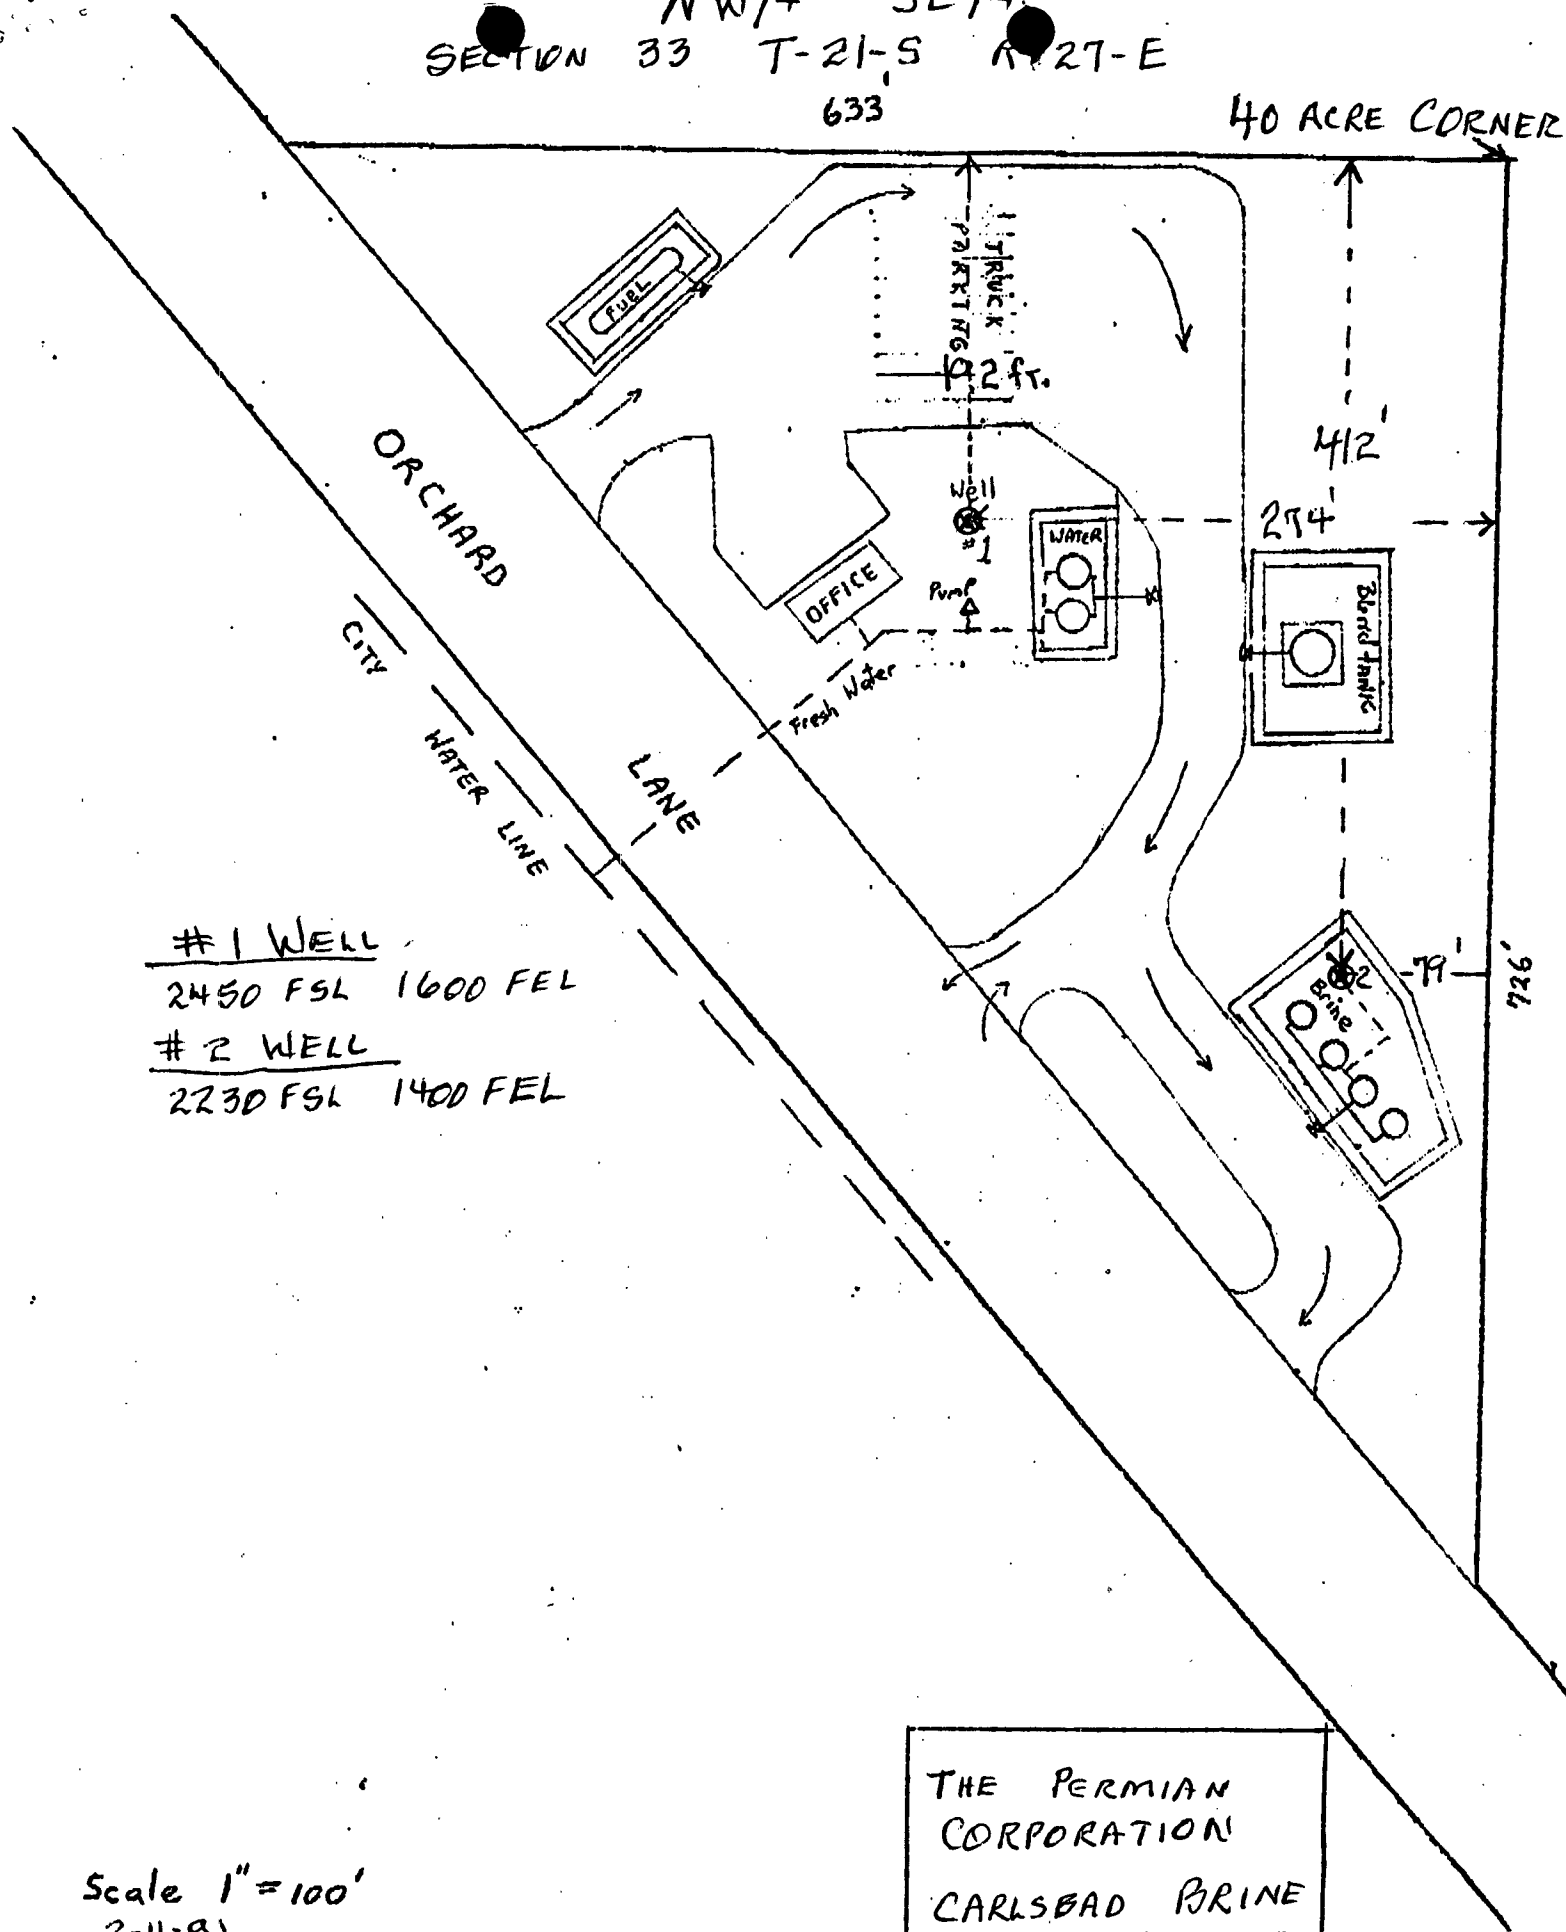 NW/4 SE/4
SECTION 33 T-21-S R-27-E
633'
40 ACRE CORNER
FUEL
TRUCK
PARKING
ft.
412'
Well
#1
274'
WATER
Pump
OFFICE
Fresh Water
Blend tank
ORCHARD
LANE
CITY
WATER LINE
#1 WELL
2450 FSL 1600 FEL
#2 WELL
2230 FSL 1400 FEL
2
79'
726'
Brine
THE PERMIAN
CORPORATION
CARLSBAD BRINE
Scale 1"=100'